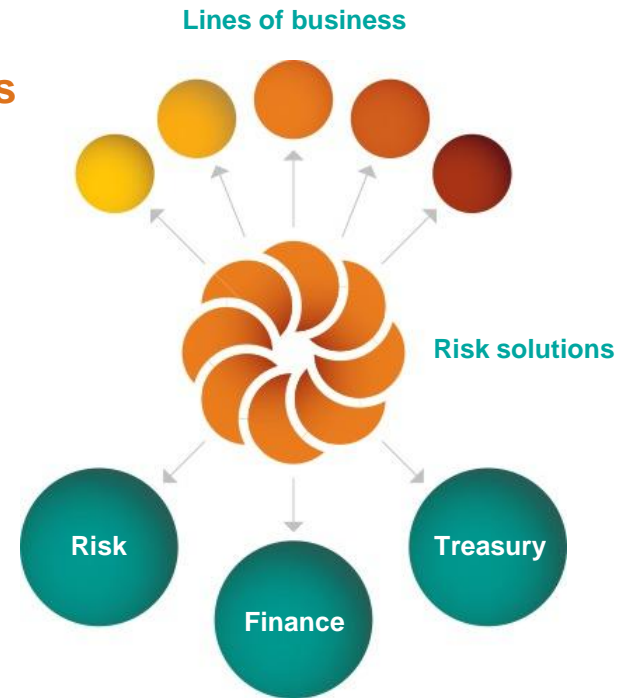 Lines of business
s
Risk solutions
Risk
Treasury
Finance